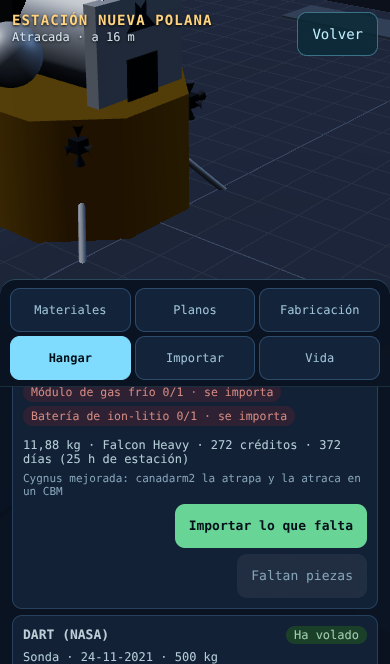 ESTACIÓN NUEVA POLANA
Atracada · a 16 m
Volver
Materiales
Planos
Fabricación
Hangar
Importar
Vida
Módulo de gas frío 0/1 · se importa
Batería de ion-litio 0/1 · se importa
11,88 kg · Falcon Heavy · 272 créditos · 372
días (25 h de estación)
Cygnus mejorada: canadarm2 la atrapa y la atraca en
un CBM
Importar lo que falta
Faltan piezas
DART (NASA)
Ha volado
Sonda · 24-11-2021 · 500 kg